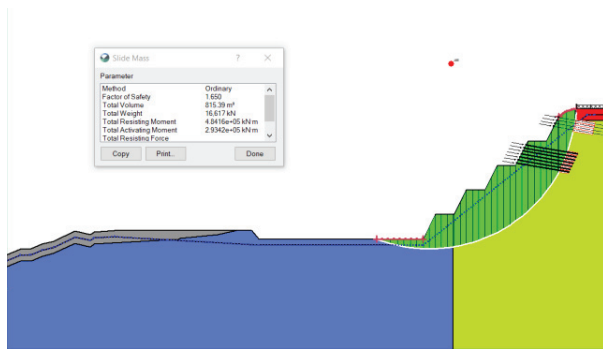 Slide Mass ? ×
Parameter
Method Ordinary
Factor of Safety 1.650
Total Volume 815.39 m³
Total Weight 16,617 kN
Total Resisting Moment 4.8416e+05 kN·m
Total Activating Moment 2.9342e+05 kN·m
Total Resisting Force
Copy Print... Done